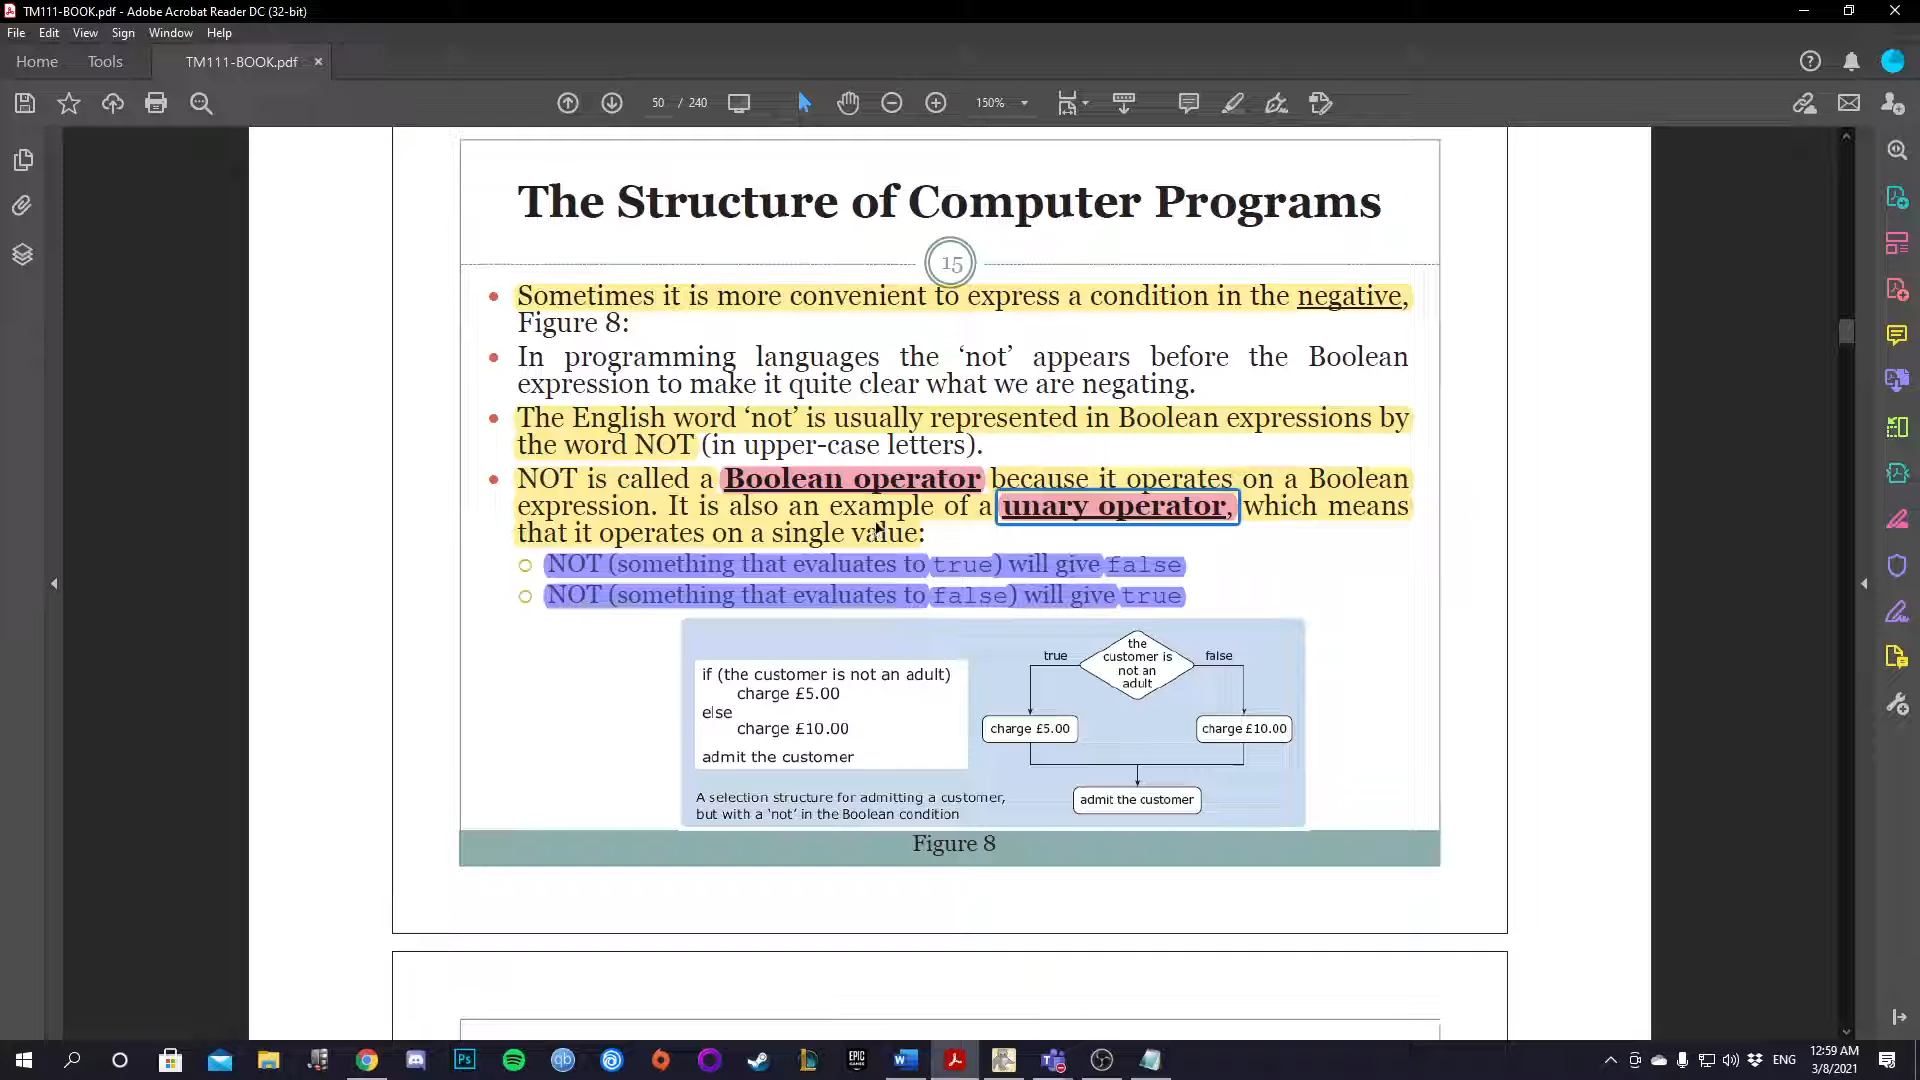 TM111-BOOK.pdf - Adobe Acrobat Reader DC (32-bit)
File Edit View Sign Window Help
Home Tools TM111-BOOK.pdf ×
50 / 240 150%
The Structure of Computer Programs
15
• Sometimes it is more convenient to express a condition in the negative,
Figure 8:
• In programming languages the ‘not’ appears before the Boolean
expression to make it quite clear what we are negating.
• The English word ‘not’ is usually represented in Boolean expressions by
the word NOT (in upper-case letters).
• NOT is called a Boolean operator because it operates on a Boolean
expression. It is also an example of a unary operator, which means
that it operates on a single value:
NOT (something that evaluates to true) will give false
NOT (something that evaluates to false) will give true
if (the customer is not an adult)
charge £5.00
else
charge £10.00
admit the customer
A selection structure for admitting a customer,
but with a ‘not’ in the Boolean condition
the
customer is
not an
adult
true
false
charge £5.00
charge £10.00
admit the customer
Figure 8
Ps
qb
EPIC
GAMES
ENG
12:59 AM
3/8/2021